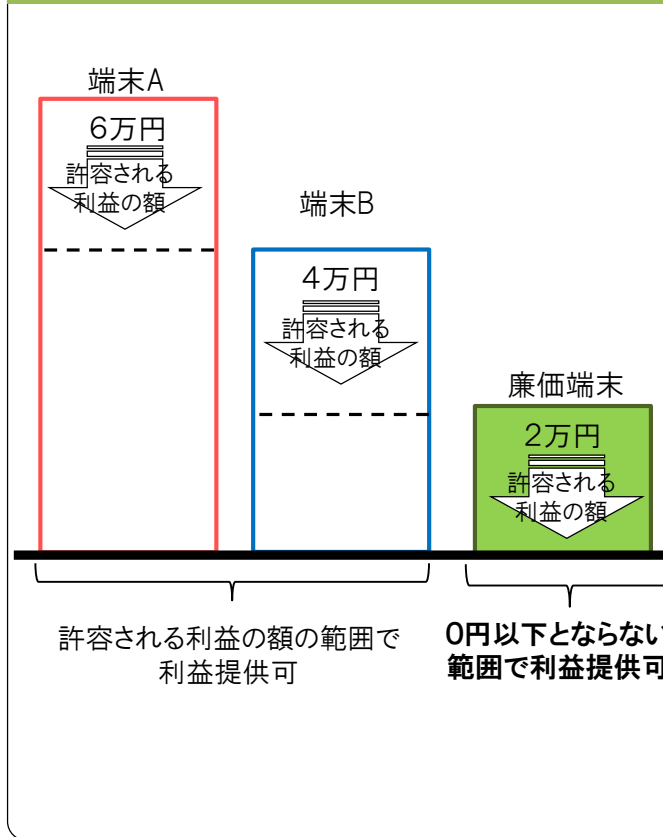 端末A
6万円
許容される
利益の額
端末B
4万円
許容される
利益の額
廉価端末
2万円
許容される
利益の額
許容される利益の額の範囲で
利益提供可
0円以下とならない
範囲で利益提供可